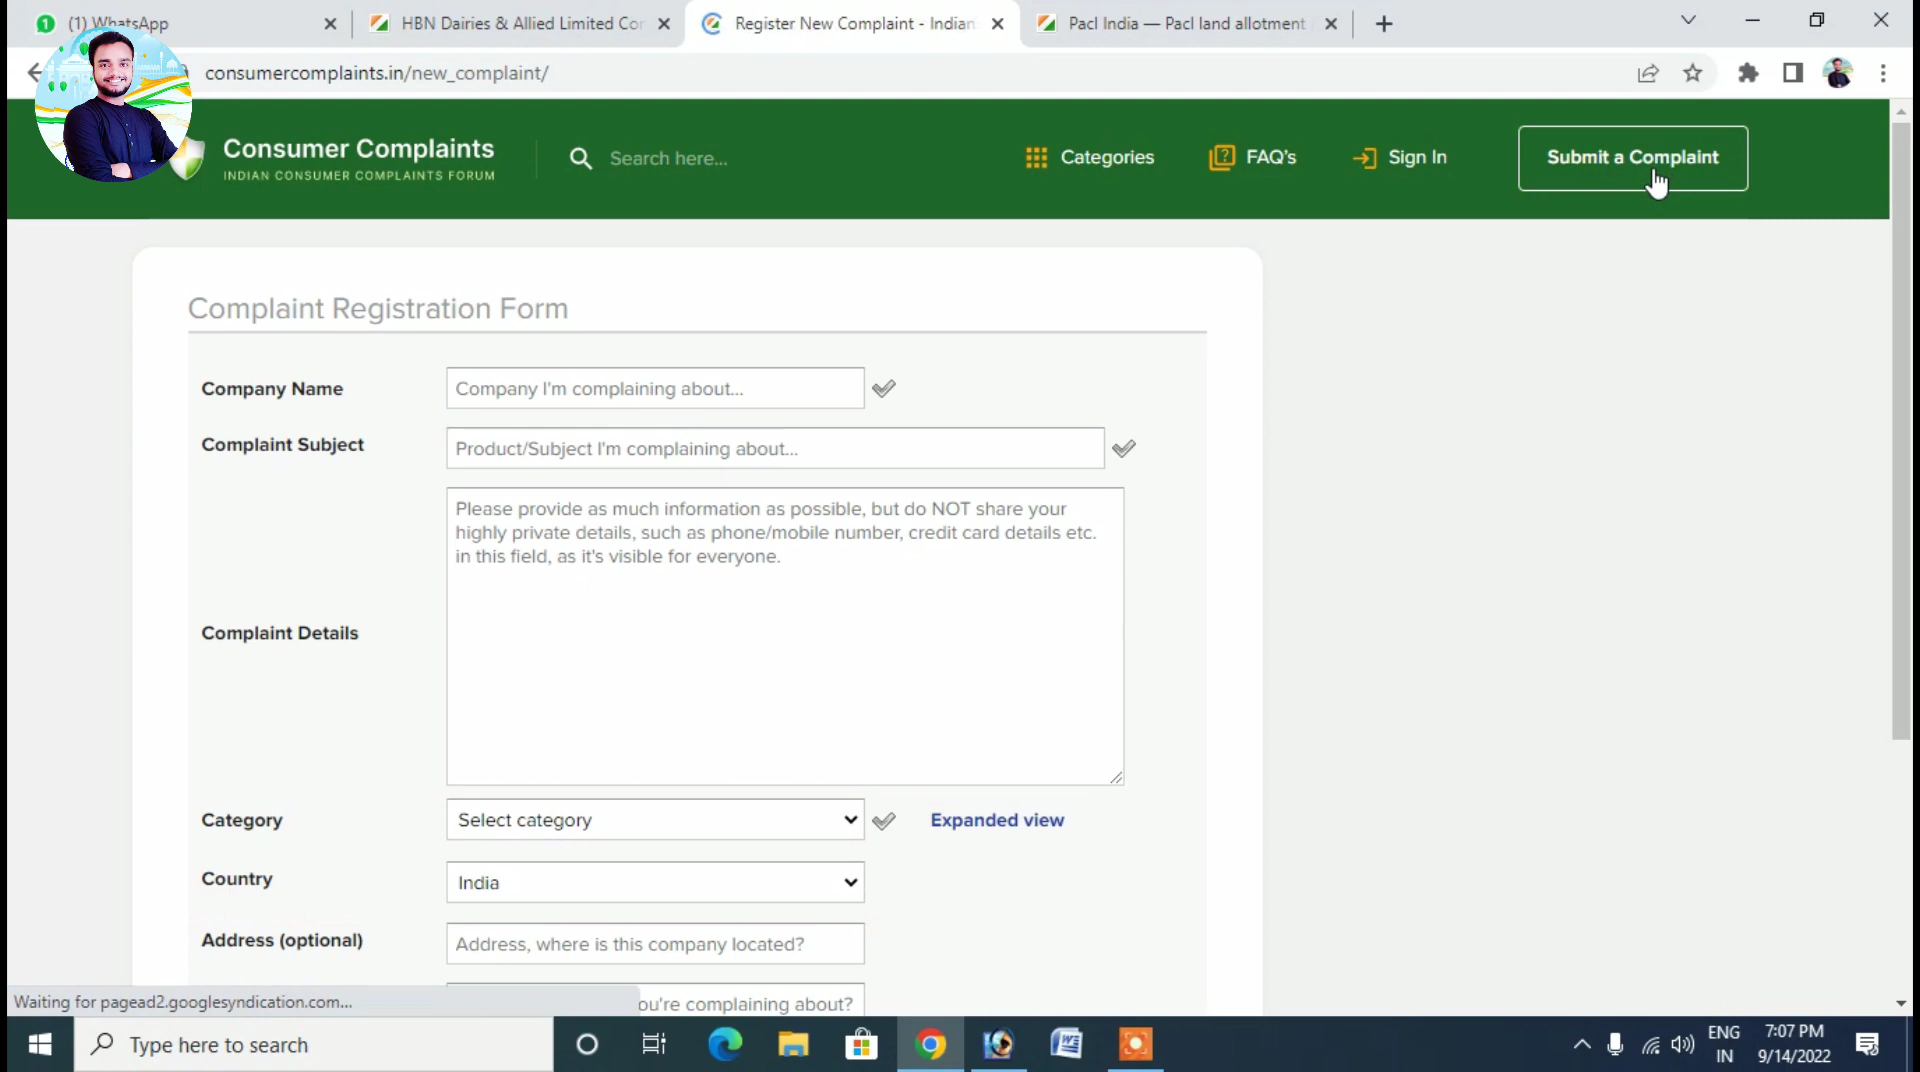 (1) WhatsApp
HBN Dairies & Allied Limited Cor
Register New Complaint - Indian
Pacl India — Pacl land allotment
consumercomplaints.in/new_complaint/
Consumer Complaints
INDIAN CONSUMER COMPLAINTS FORUM
Search here...
Categories
FAQ's
Sign In
Submit a Complaint
Complaint Registration Form
Company Name
Company I'm complaining about...
Complaint Subject
Product/Subject I'm complaining about...
Please provide as much information as possible, but do NOT share your
highly private details, such as phone/mobile number, credit card details etc.
in this field, as it's visible for everyone.
Complaint Details
Category
Select category
Expanded view
Country
India
Address (optional)
Address, where is this company located?
Waiting for pagead2.googlesyndication.com...
ou're complaining about?
Type here to search
ENG
IN
7:07 PM
9/14/2022